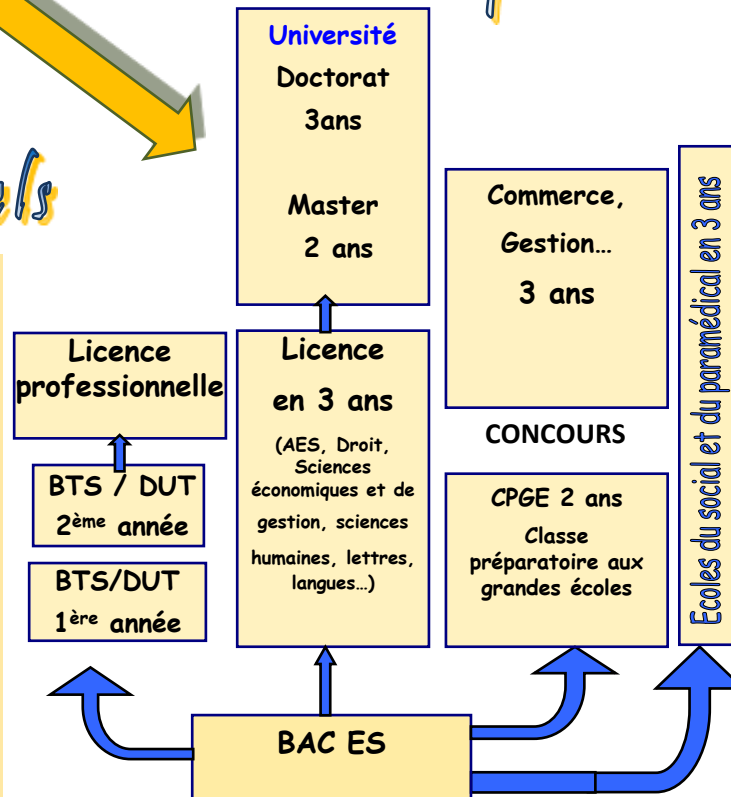 Université
Doctorat
3ans
Master
2 ans
Commerce,
Gestion…
3 ans
Ecoles du social et du paramédical en 3 ans
els
Licence
professionnelle
Licence
en 3 ans
(AES, Droit,
Sciences
économiques et de
gestion, sciences
humaines, lettres,
langues…)
CONCOURS
BTS / DUT
2ème année
CPGE 2 ans
Classe
préparatoire aux
grandes écoles
BTS/DUT
1ère année
BAC ES